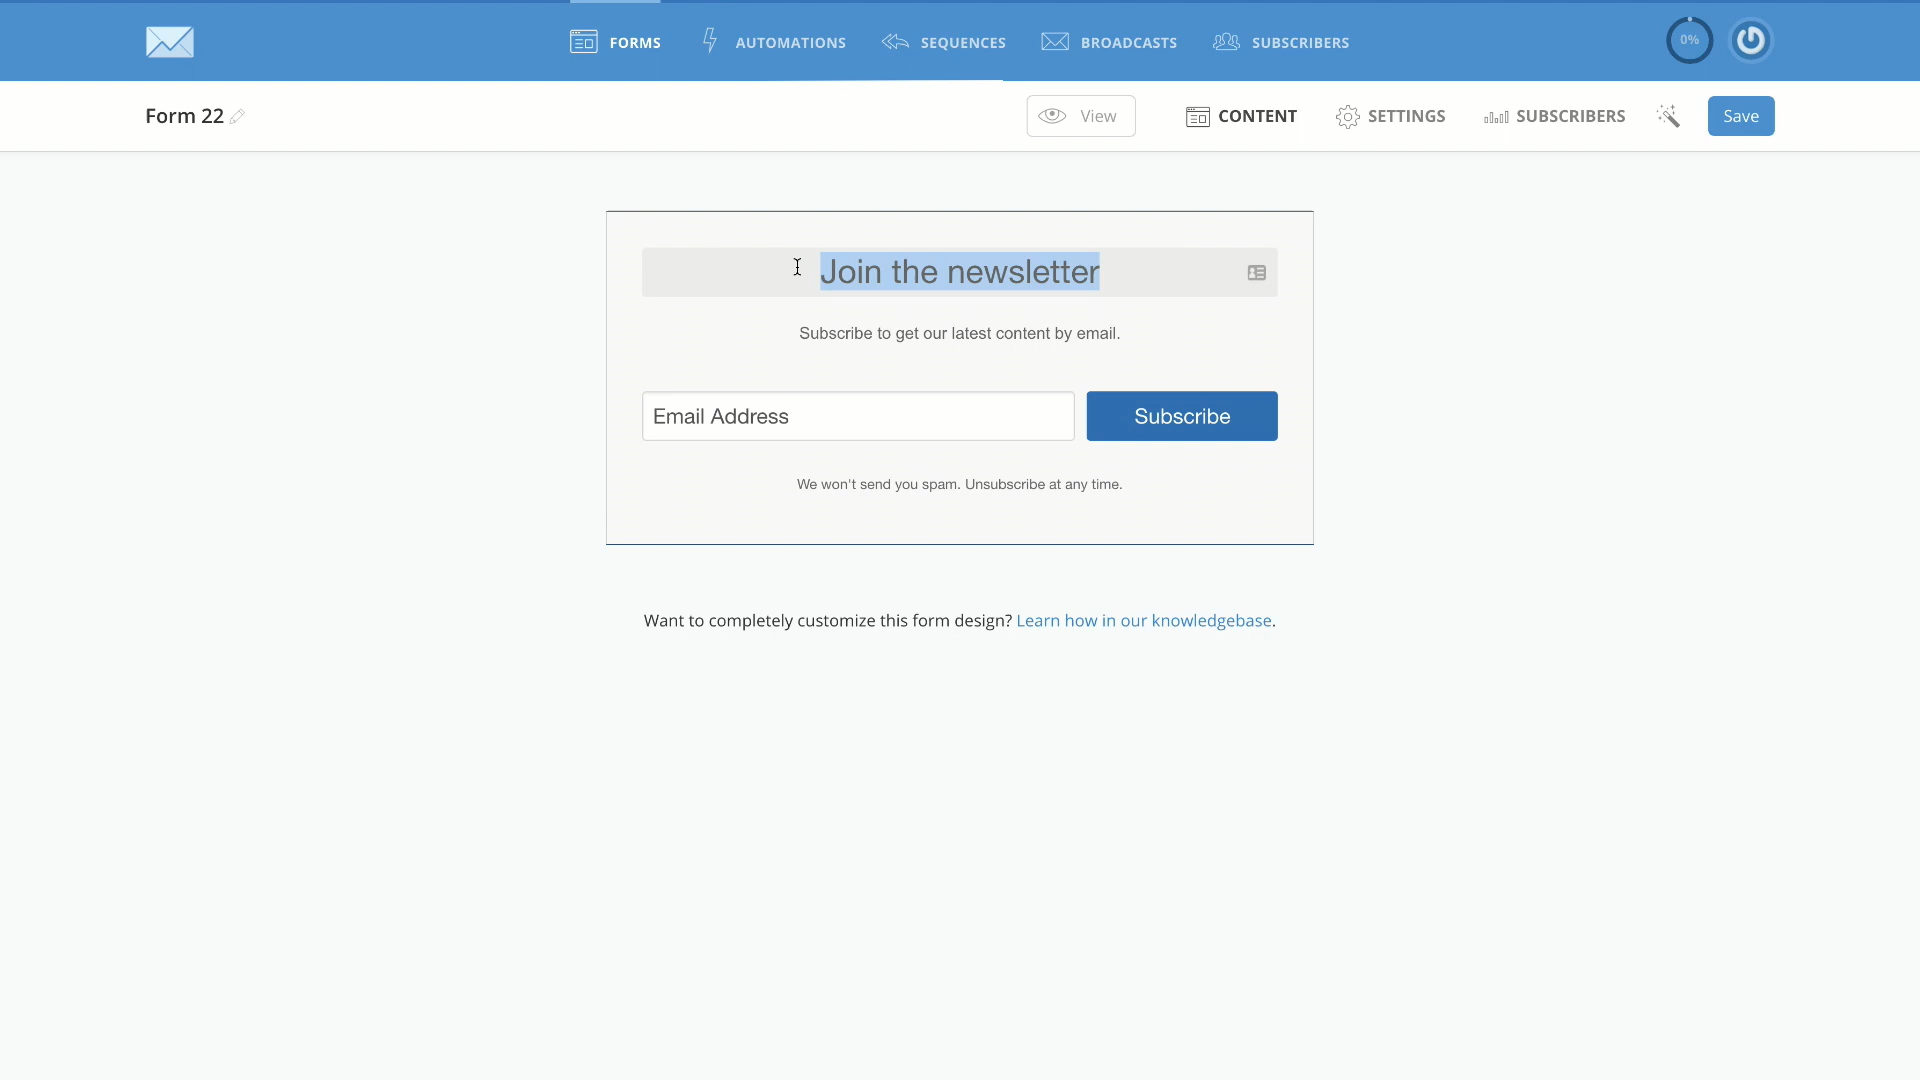 FORMS AUTOMATIONS SEQUENCES BROADCASTS SUBSCRIBERS 0%
Form 22 View CONTENT SETTINGS SUBSCRIBERS Save
Join the newsletter
Subscribe to get our latest content by email.
Email Address Subscribe
We won't send you spam. Unsubscribe at any time.
Want to completely customize this form design? Learn how in our knowledgebase.